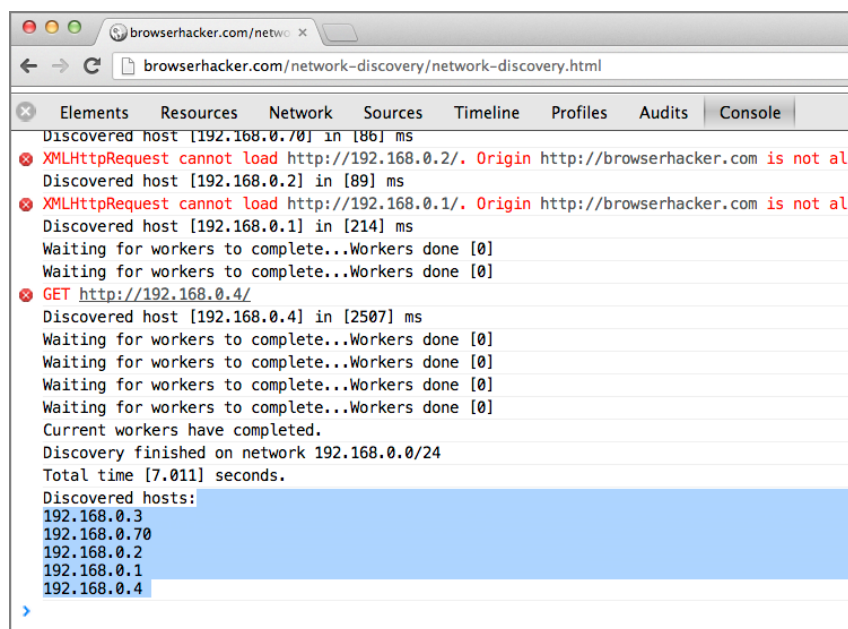 browserhacker.com/netwo
browserhacker.com/network-discovery/network-discovery.html
Elements Resources Network Sources Timeline Profiles Audits Console
Discovered host [192.168.0.70] in [86] ms
XMLHttpRequest cannot load http://192.168.0.2/. Origin http://browserhacker.com is not al
Discovered host [192.168.0.2] in [89] ms
XMLHttpRequest cannot load http://192.168.0.1/. Origin http://browserhacker.com is not al
Discovered host [192.168.0.1] in [214] ms
Waiting for workers to complete...Workers done [0]
Waiting for workers to complete...Workers done [0]
GET http://192.168.0.4/
Discovered host [192.168.0.4] in [2507] ms
Waiting for workers to complete...Workers done [0]
Waiting for workers to complete...Workers done [0]
Waiting for workers to complete...Workers done [0]
Waiting for workers to complete...Workers done [0]
Current workers have completed.
Discovery finished on network 192.168.0.0/24
Total time [7.011] seconds.
Discovered hosts:
192.168.0.3
192.168.0.70
192.168.0.2
192.168.0.1
192.168.0.4